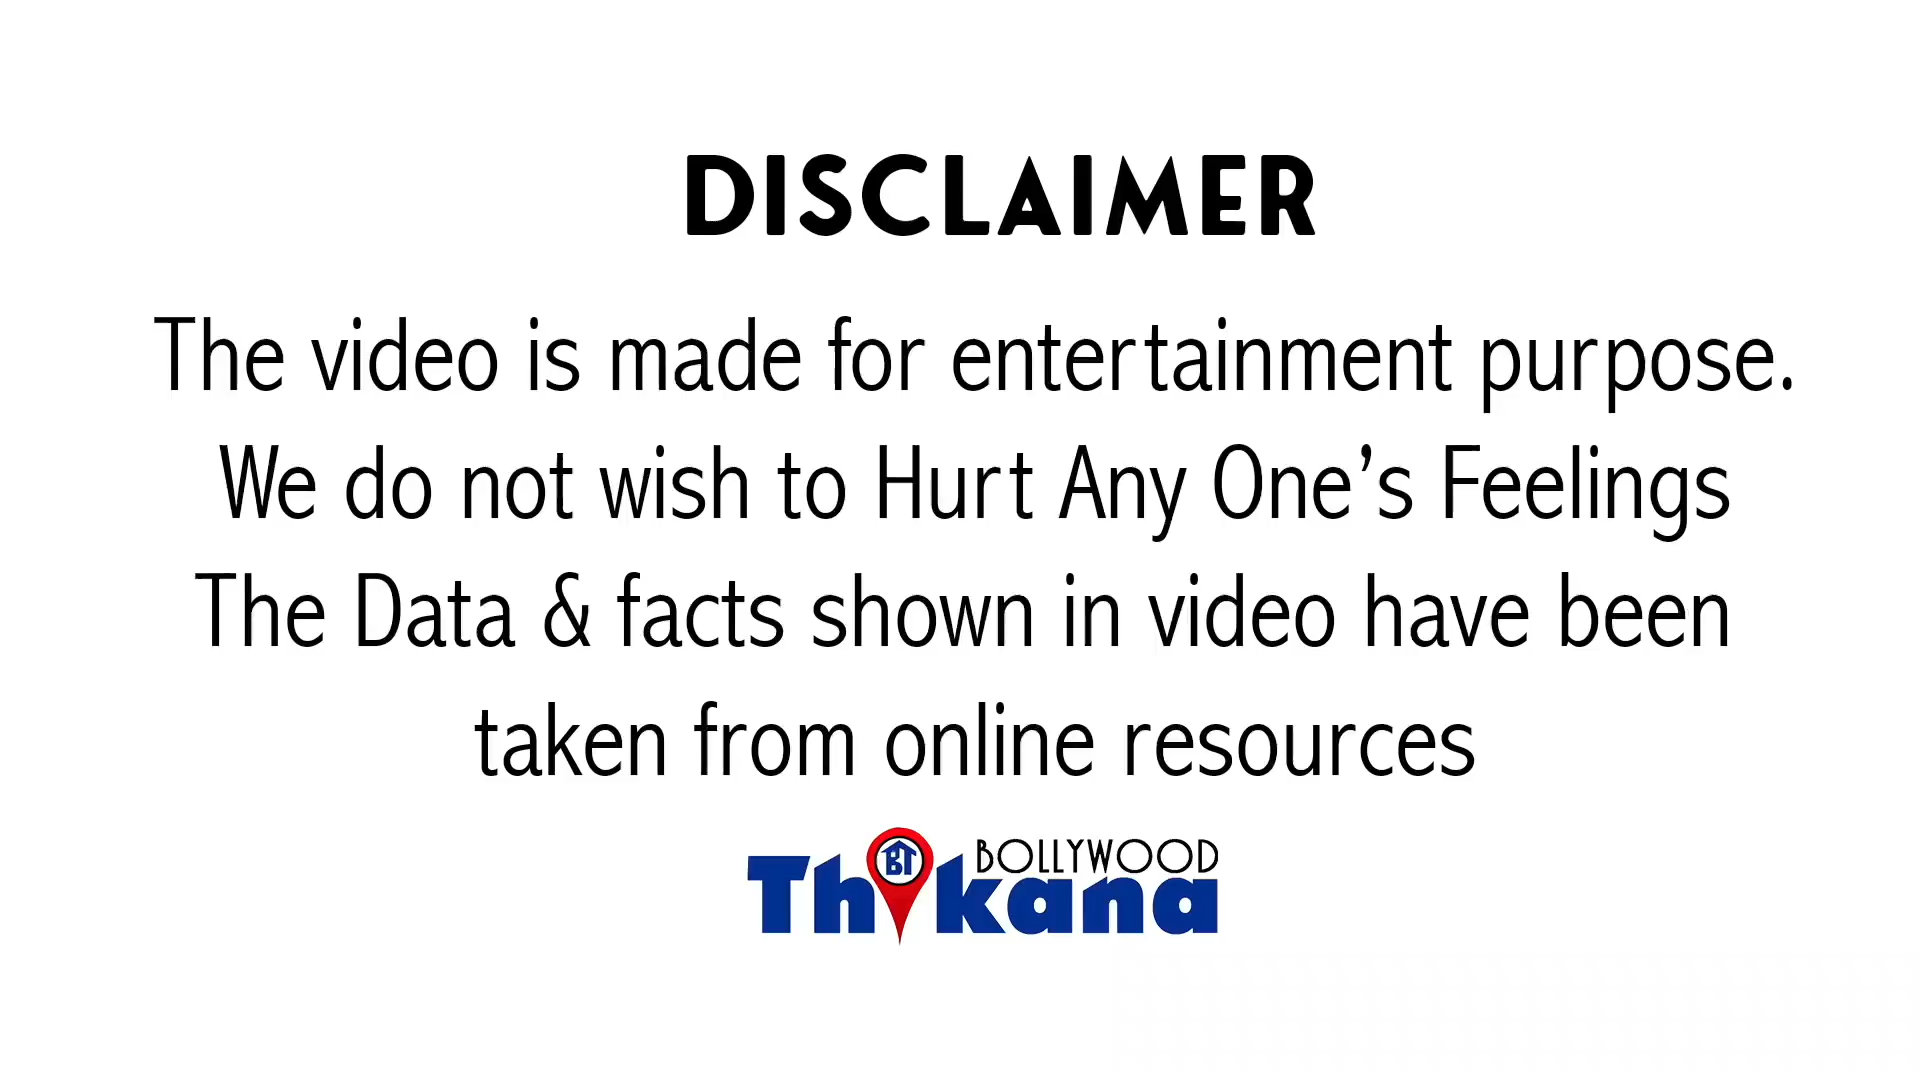 DISCLAIMER
The video is made for entertainment purpose.
We do not wish to Hurt Any One’s Feelings
The Data & facts shown in video have been
taken from online resources
BT BOLLYWOOD
Thikana